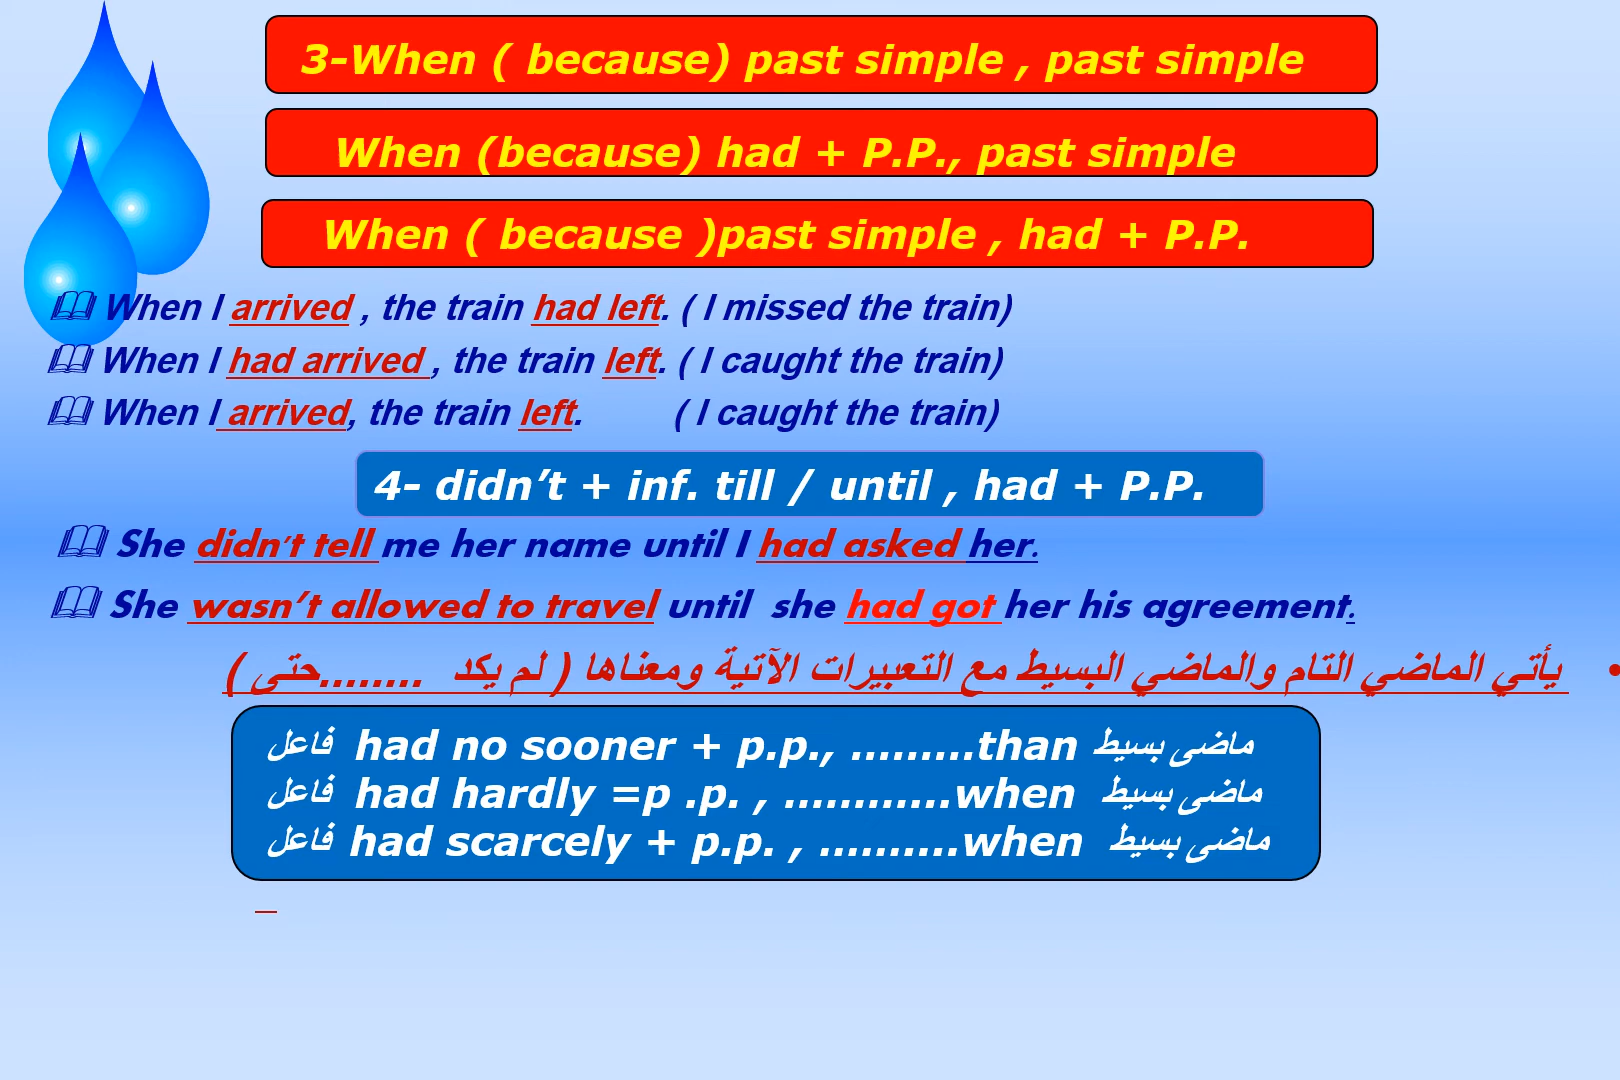 3-When ( because) past simple , past simple
When (because) had + P.P., past simple
When ( because )past simple , had + P.P.
When I arrived , the train had left. ( I missed the train)
When I had arrived , the train left. ( I caught the train)
When I arrived, the train left. ( I caught the train)
4- didn’t + inf. till / until , had + P.P.
She didn’t tell me her name until I had asked her.
She wasn’t allowed to travel until she had got her his agreement.
• يأتي الماضي التام والماضي البسيط مع التعبيرات الآتية ومعناها ( لم يكد ........حتى )
فاعل had no sooner + p.p., ………than ماضى بسيط
فاعل had hardly =p .p. , …………when ماضى بسيط
فاعل had scarcely + p.p. , ……….when ماضى بسيط